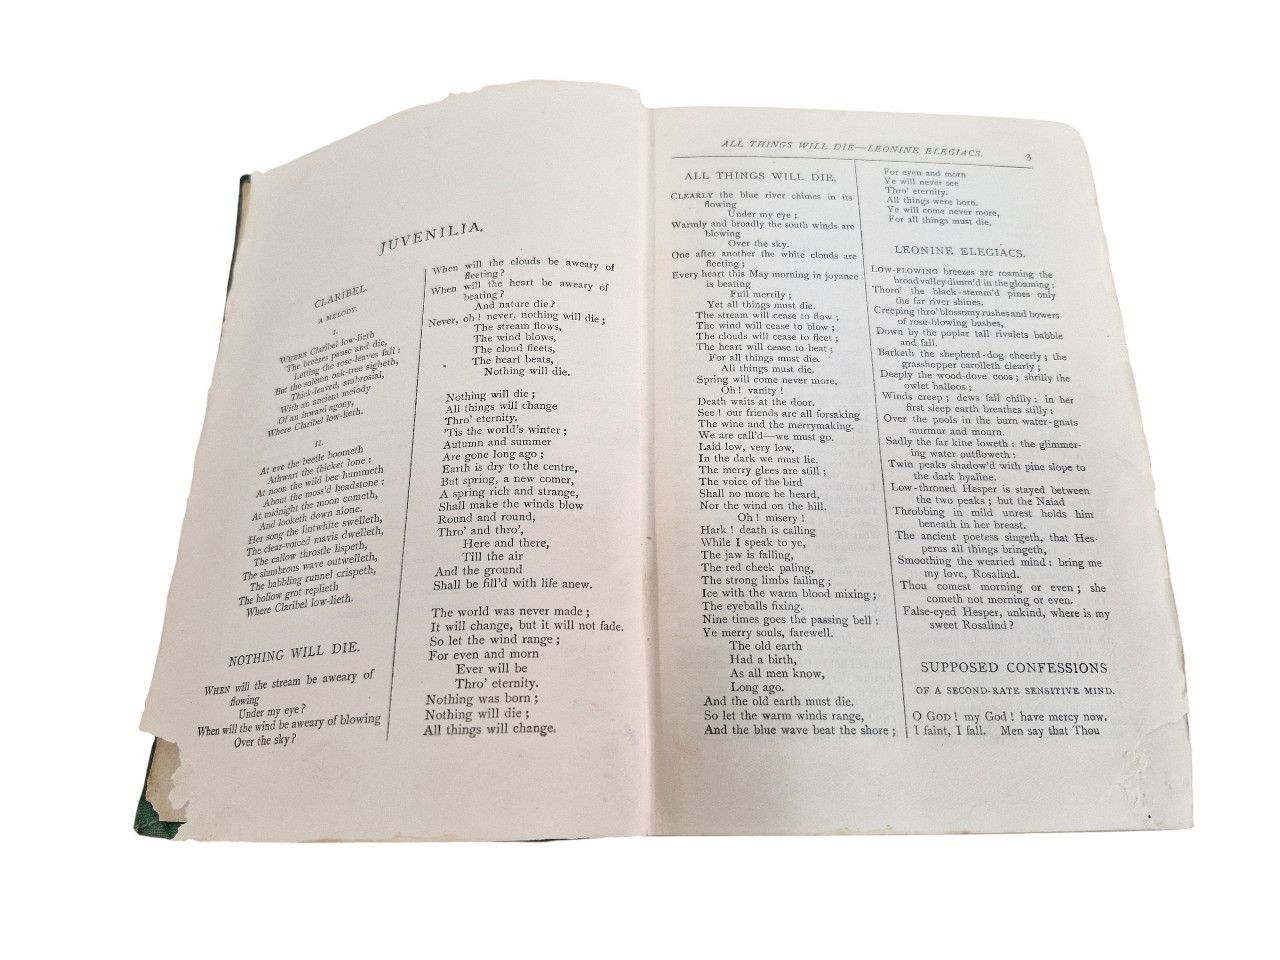 JUVENILIA.
CLARIBEL.
A MELODY.
I.
WHERE Claribel low-lieth
The breezes pause and die,
Letting the rose-leaves fall :
But the solemn oak-tree sigheth,
Thick-leaved, ambrosial,
With an ancient melody
Of an inward agony,
Where Claribel low-lieth.
II.
At eve the beetle boometh
Athwart the thicket lone :
At noon the wild bee hummeth
About the moss'd headstone :
At midnight the moon cometh,
And looketh down alone.
Her song the lintwhite swelleth,
The clear-voiced mavis dwelleth,
The callow throstle lispeth,
The slumbrous wave outwelleth,
The babbling runnel crispeth,
The hollow grot replieth
Where Claribel low-lieth.
NOTHING WILL DIE.
WHEN will the stream be aweary of
flowing
Under my eye?
When will the wind be aweary of blowing
Over the sky?
When will the clouds be aweary of
fleeting?
When will the heart be aweary of
beating?
And nature die?
Never, oh! never, nothing will die;
The stream flows,
The wind blows,
The cloud fleets,
The heart beats,
Nothing will die.
Nothing will die;
All things will change
Thro' eternity.
'Tis the world's winter;
Autumn and summer
Are gone long ago;
Earth is dry to the centre,
But spring, a new comer,
A spring rich and strange,
Shall make the winds blow
Round and round,
Thro' and thro',
Here and there,
Till the air
And the ground
Shall be fill'd with life anew.
The world was never made;
It will change, but it will not fade.
So let the wind range;
For even and morn
Ever will be
Thro' eternity.
Nothing was born;
Nothing will die;
All things will change.
ALL THINGS WILL DIE—LEONINE ELEGIACS. 3
ALL THINGS WILL DIE.
CLEARLY the blue river chimes in its
flowing
Under my eye;
Warmly and broadly the south winds are
blowing
Over the sky.
One after another the white clouds are
fleeting;
Every heart this May morning in joyance
is beating
Full merrily;
Yet all things must die.
The stream will cease to flow;
The wind will cease to blow;
The clouds will cease to fleet;
The heart will cease to beat;
For all things must die.
All things must die.
Spring will come never more.
Oh! vanity!
Death waits at the door.
See! our friends are all forsaking
The wine and the merrymaking.
We are call'd—we must go.
Laid low, very low,
In the dark we must lie.
The merry glees are still;
The voice of the bird
Shall no more be heard,
Nor the wind on the hill.
Oh! misery!
Hark! death is calling
While I speak to ye,
The jaw is falling,
The red cheek paling,
The strong limbs failing;
Ice with the warm blood mixing;
The eyeballs fixing.
Nine times goes the passing bell:
Ye merry souls, farewell.
The old earth
Had a birth,
As all men know,
Long ago.
And the old earth must die.
So let the warm winds range,
And the blue wave beat the shore;
For even and morn
Ye will never see
Thro' eternity.
All things were born.
Ye will come never more,
For all things must die.
LEONINE ELEGIACS.
LOW-FLOWING breezes are roaming the
broad valley dimm'd in the gloaming:
Thoro' the black-stemm'd pines only
the far river shines.
Creeping thro' blossomy rushes and bowers
of rose-blowing bushes,
Down by the poplar tall rivulets babble
and fall.
Barketh the shepherd-dog cheerly; the
grasshopper carolleth clearly;
Deeply the wood-dove coos; shrilly the
owlet halloos;
Winds creep; dews fall chilly: in her
first sleep earth breathes stilly:
Over the pools in the burn water-gnats
murmur and mourn.
Sadly the far kine loweth: the glimmer-
ing water outfloweth:
Twin peaks shadow'd with pine slope to
the dark hyaline.
Low-throned Hesper is stayed between
the two peaks; but the Naiad
Throbbing in mild unrest holds him
beneath in her breast.
The ancient poetess singeth, that Hes-
perus all things bringeth,
Smoothing the wearied mind: bring me
my love, Rosalind.
Thou comest morning or even; she
cometh not morning or even.
False-eyed Hesper, unkind, where is my
sweet Rosalind?
SUPPOSED CONFESSIONS
OF A SECOND-RATE SENSITIVE MIND.
O GOD! my God! have mercy now.
I faint, I fall. Men say that Thou